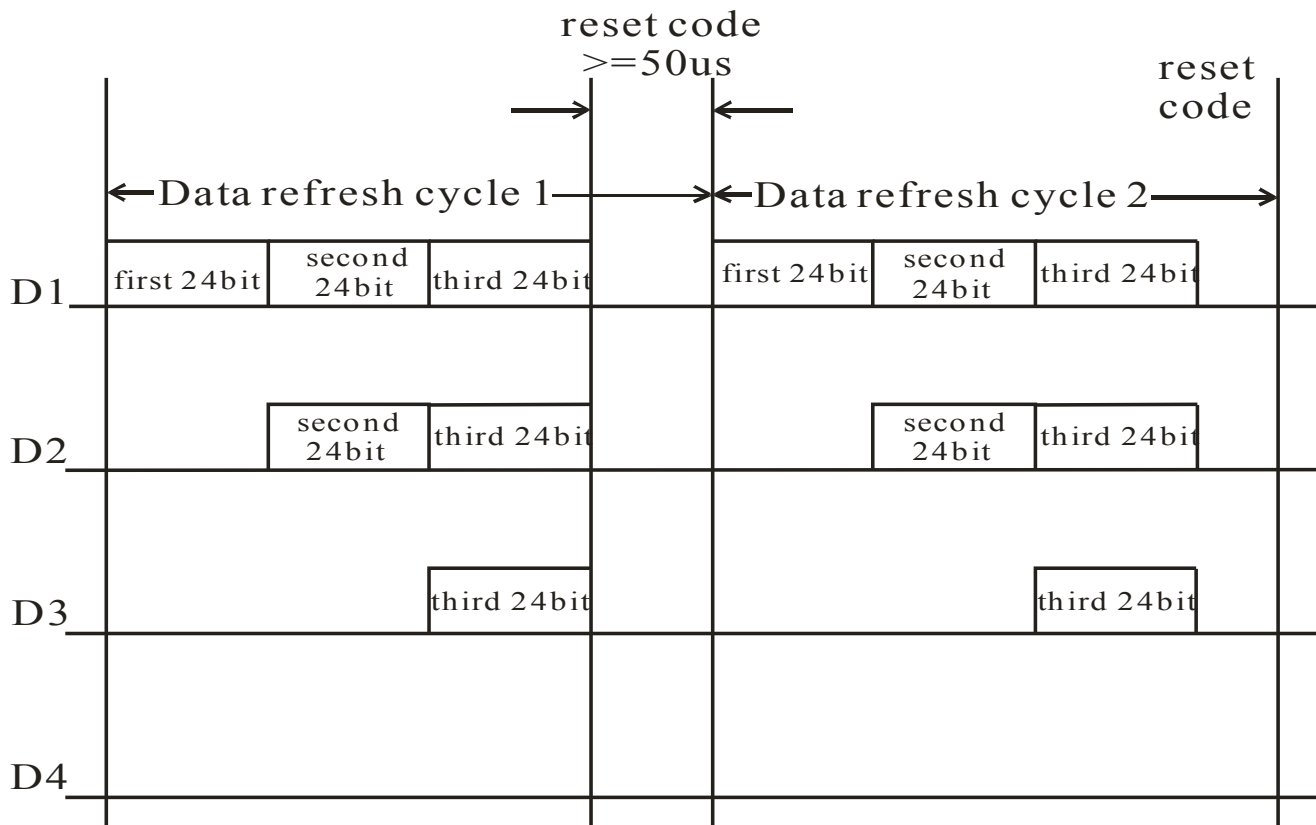 reset code
>=50us
reset
code
Data refresh cycle 1
Data refresh cycle 2
D1
first 24bit
second
24bit
third 24bit
first 24bit
second
24bit
third 24bit
D2
second
24bit
third 24bit
second
24bit
third 24bit
D3
third 24bit
third 24bit
D4